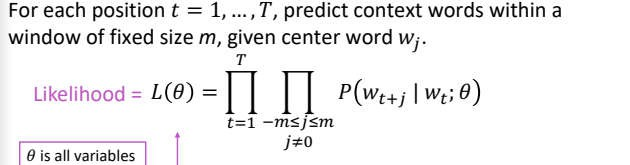 For each position t = 1, ..., T, predict context words within a
window of fixed size m, given center word w_j.
Likelihood = L(θ) = ∏_{t=1}^{T} ∏_{-m≤j≤m, j≠0} P(w_{t+j} | w_t; θ)
θ is all variables